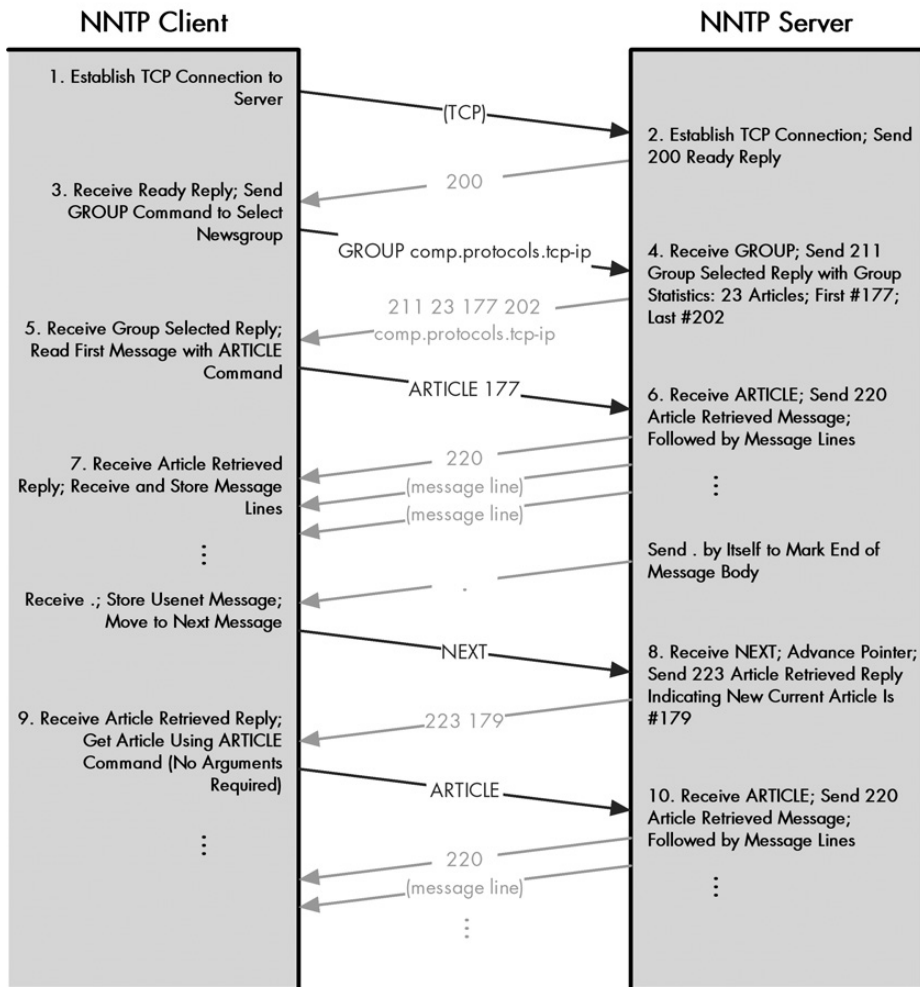 NNTP Client
NNTP Server
1. Establish TCP Connection to
Server
(TCP)
2. Establish TCP Connection; Send
200 Ready Reply
200
3. Receive Ready Reply; Send
GROUP Command to Select
Newsgroup
GROUP comp.protocols.tcp-ip
4. Receive GROUP; Send 211
Group Selected Reply with Group
Statistics: 23 Articles; First #177;
Last #202
211 23 177 202
comp.protocols.tcp-ip
5. Receive Group Selected Reply;
Read First Message with ARTICLE
Command
ARTICLE 177
6. Receive ARTICLE; Send 220
Article Retrieved Message;
Followed by Message Lines
⋮
220
(message line)
(message line)
7. Receive Article Retrieved
Reply; Receive and Store Message
Lines
⋮
Send . by Itself to Mark End of
Message Body
.
Receive .; Store Usenet Message;
Move to Next Message
NEXT
8. Receive NEXT; Advance Pointer;
Send 223 Article Retrieved Reply
Indicating New Current Article Is
#179
223 179
9. Receive Article Retrieved Reply;
Get Article Using ARTICLE
Command (No Arguments
Required)
⋮
ARTICLE
10. Receive ARTICLE; Send 220
Article Retrieved Message;
Followed by Message Lines
⋮
220
(message line)
⋮